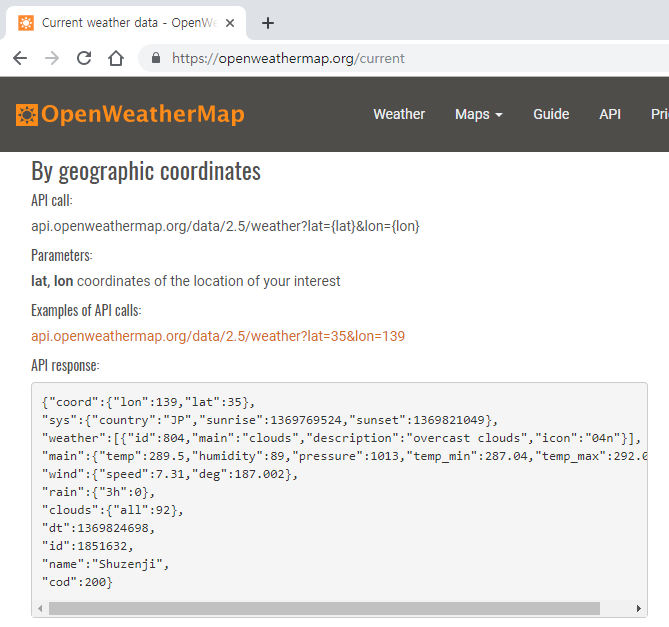 Current weather data - OpenWe
https://openweathermap.org/current
OpenWeatherMap Weather Maps Guide API Pri
By geographic coordinates
API call:
api.openweathermap.org/data/2.5/weather?lat={lat}&lon={lon}
Parameters:
lat, lon coordinates of the location of your interest
Examples of API calls:
api.openweathermap.org/data/2.5/weather?lat=35&lon=139
API response:
{"coord":{"lon":139,"lat":35},
"sys":{"country":"JP","sunrise":1369769524,"sunset":1369821049},
"weather":[{"id":804,"main":"clouds","description":"overcast clouds","icon":"04n"}],
"main":{"temp":289.5,"humidity":89,"pressure":1013,"temp_min":287.04,"temp_max":292.0
"wind":{"speed":7.31,"deg":187.002},
"rain":{"3h":0},
"clouds":{"all":92},
"dt":1369824698,
"id":1851632,
"name":"Shuzenji",
"cod":200}